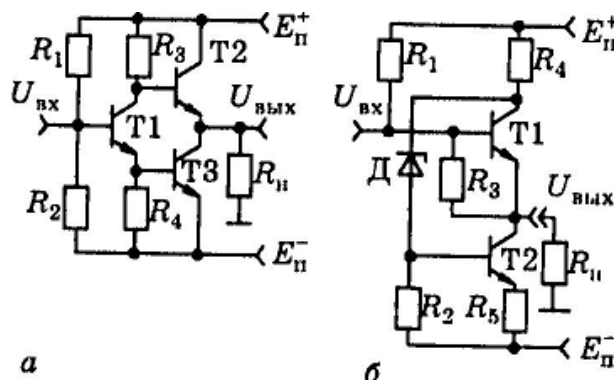 E⁺п
R₁
R₃
T2
Uвх
Uвых
T1
T3
R₂
R₄
Rн
E⁻п
а
E⁺п
R₁
R₄
Uвх
T1
Д
R₃
Uвых
T2
Rн
R₂
R₅
E⁻п
б